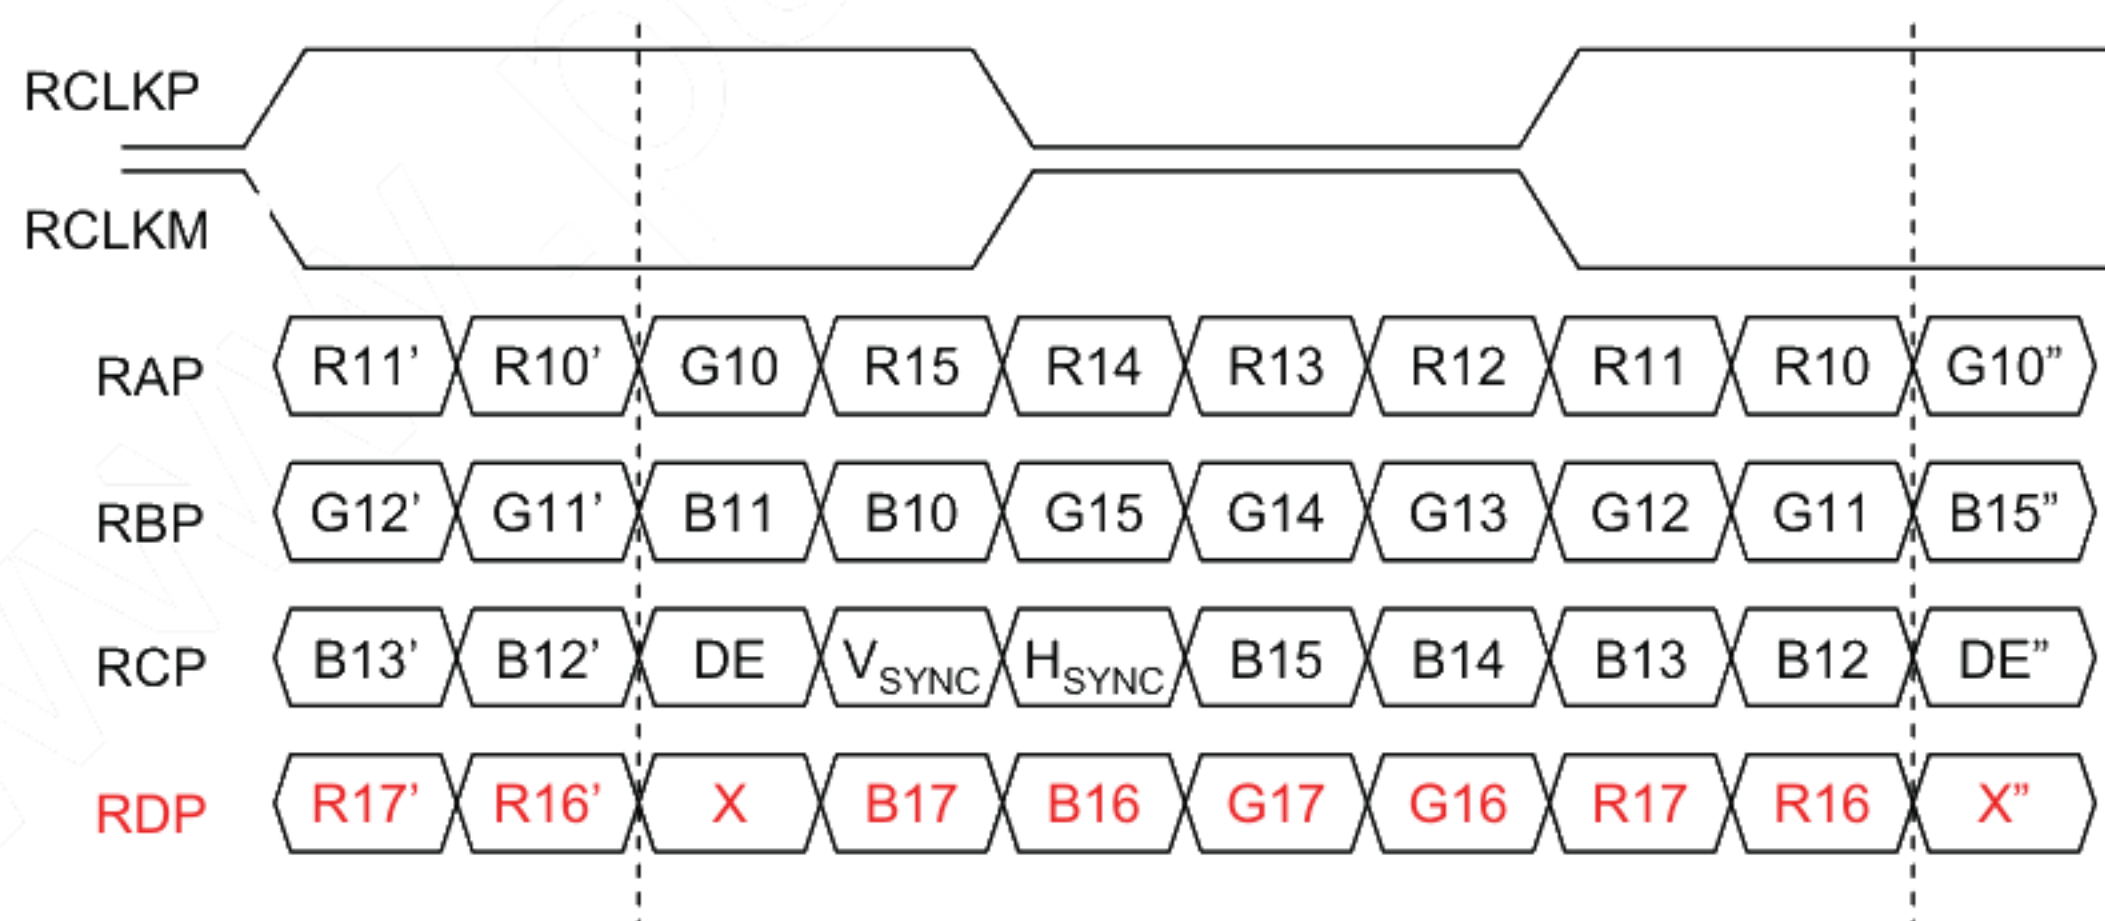 RCLKP
RCLKM
RAP R11’ R10’ G10 R15 R14 R13 R12 R11 R10 G10”
RBP G12’ G11’ B11 B10 G15 G14 G13 G12 G11 B15”
RCP B13’ B12’ DE VSYNC HSYNC B15 B14 B13 B12 DE”
RDP R17’ R16’ X B17 B16 G17 G16 R17 R16 X”